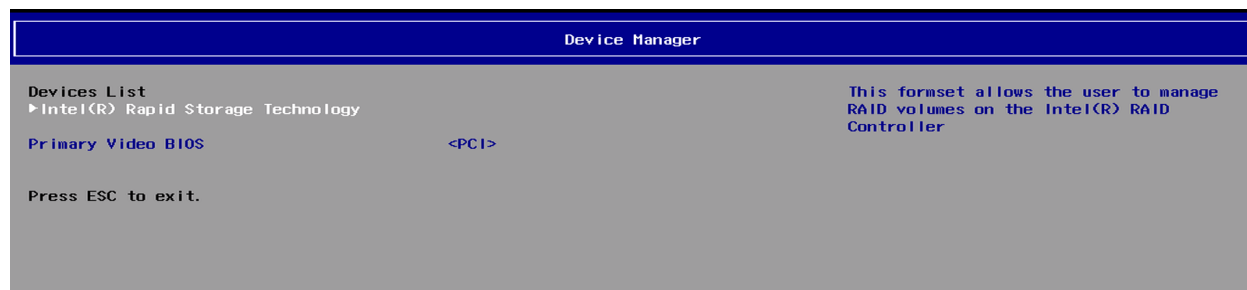 Device Manager
Devices List
▶Intel(R) Rapid Storage Technology
Primary Video BIOS <PCI>
Press ESC to exit.
This formset allows the user to manage
RAID volumes on the Intel(R) RAID
Controller